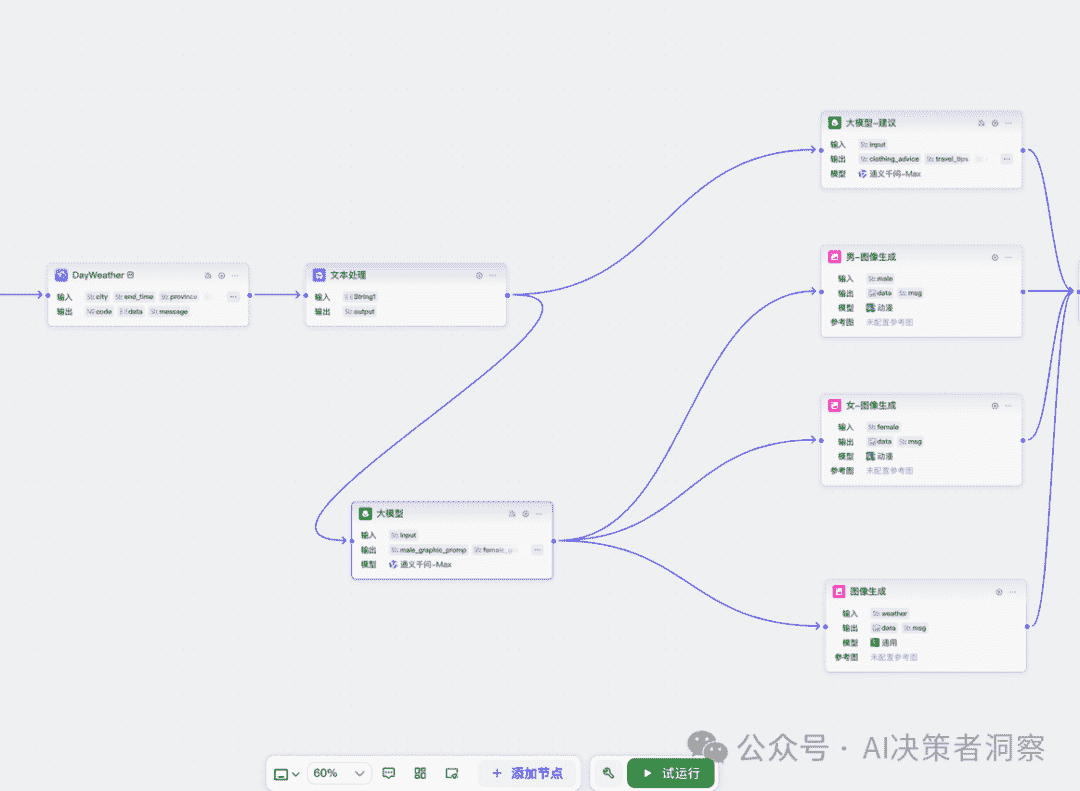 DayWeather
输入 Str. city Str. end_time Str. province
输出 code data Str. message
文本处理
输入 String1
输出 Str. output
大模型
输入 Str. input
输出 Str. male_graphic_promp Str. female_g
模型 通义千问-Max
大模型-建议
输入 Str. input
输出 Str. clothing_advice Str. travel_tips
模型 通义千问-Max
男-图像生成
输入 Str. male
输出 data Str. msg
模型 动漫
参考图 未配置参考图
女-图像生成
输入 Str. female
输出 data Str. msg
模型 动漫
参考图 未配置参考图
图像生成
输入 Str. weather
输出 data Str. msg
模型 通用
参考图 未配置参考图
公众号 · AI决策者洞察
60%
+ 添加节点
试运行